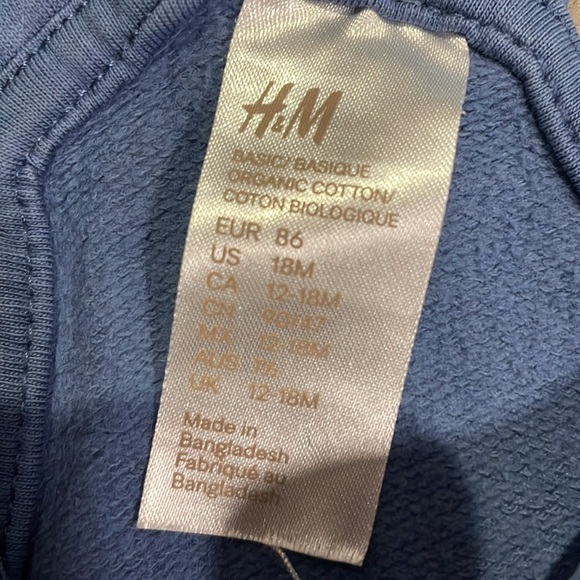 H&M
BASIC/BASIQUE
ORGANIC COTTON/
COTON BIOLOGIQUE
EUR 86
US 18M
CA 12-18M
CN
MX 12-18M
AUS
UK 12-18M
Made in
Bangladesh
Fabriqué au
Bangladesh